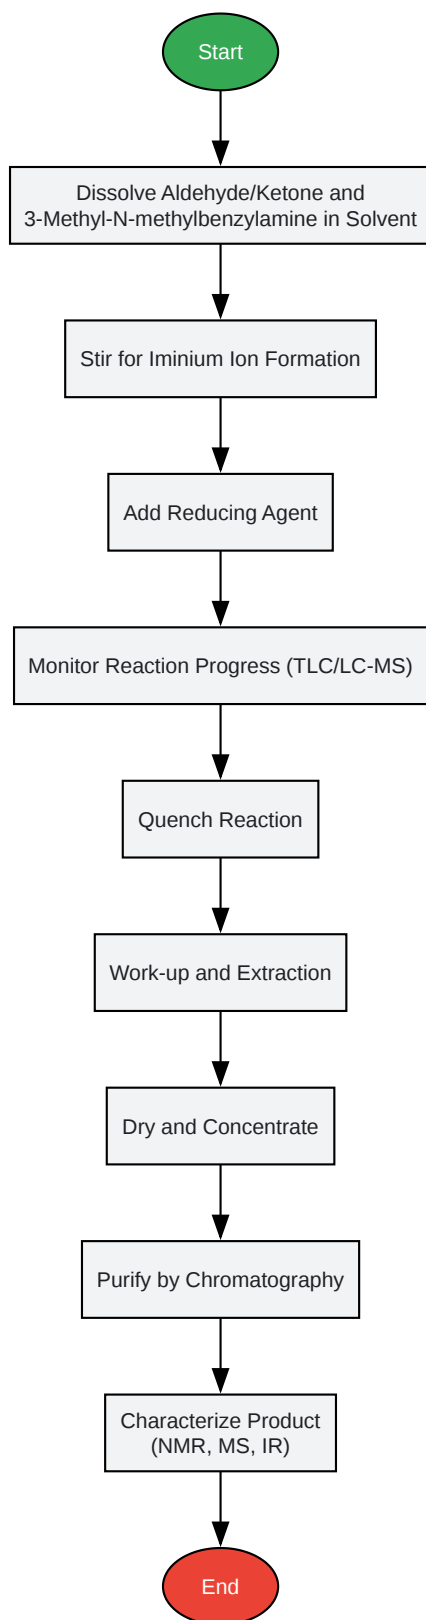 Start
Dissolve Aldehyde/Ketone and
3-Methyl-N-methylbenzylamine in Solvent
Stir for Iminium Ion Formation
Add Reducing Agent
Monitor Reaction Progress (TLC/LC-MS)
Quench Reaction
Work-up and Extraction
Dry and Concentrate
Purify by Chromatography
Characterize Product
(NMR, MS, IR)
End